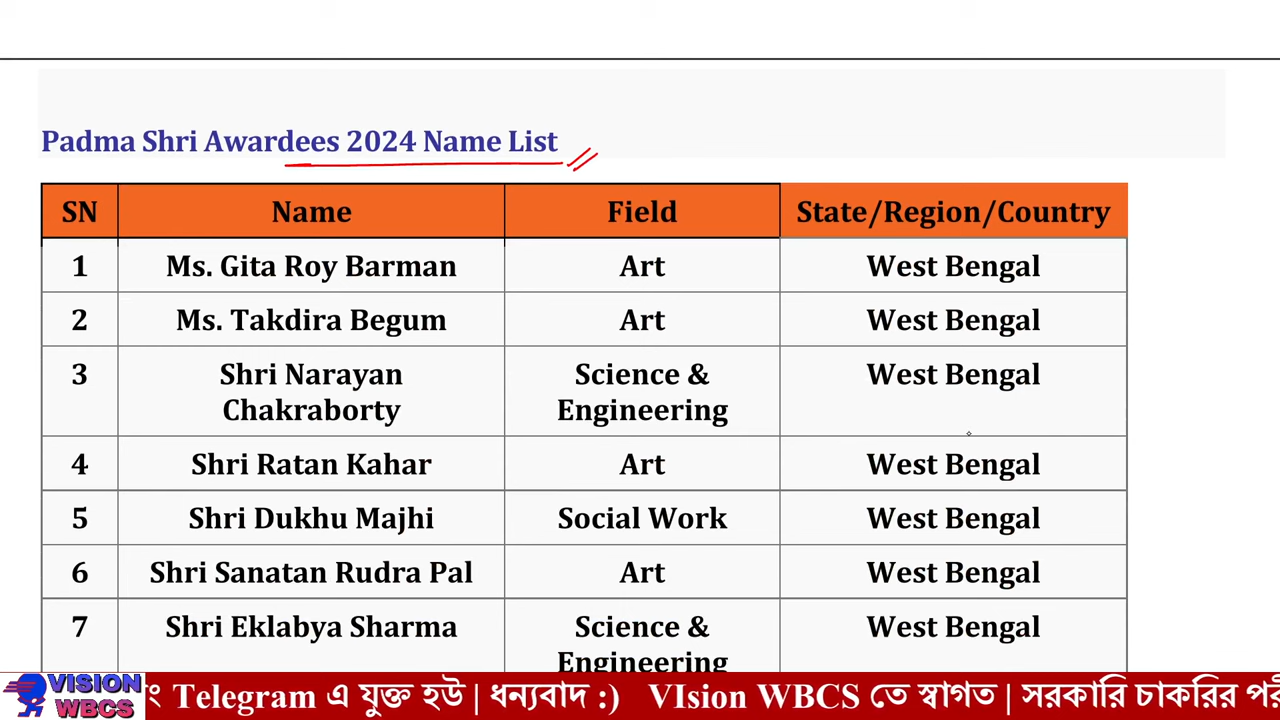 Padma Shri Awardees 2024 Name List
SN Name Field State/Region/Country
1 Ms. Gita Roy Barman Art West Bengal
2 Ms. Takdira Begum Art West Bengal
3 Shri Narayan Science & West Bengal
Chakraborty Engineering
4 Shri Ratan Kahar Art West Bengal
5 Shri Dukhu Majhi Social Work West Bengal
6 Shri Sanatan Rudra Pal Art West Bengal
7 Shri Eklabya Sharma Science & West Bengal
Engineering
VISION
WBCS
Telegram এ যুক্ত হউ | ধন্যবাদ :) VIsion WBCS তে স্বাগত | সরকারি চাকরির